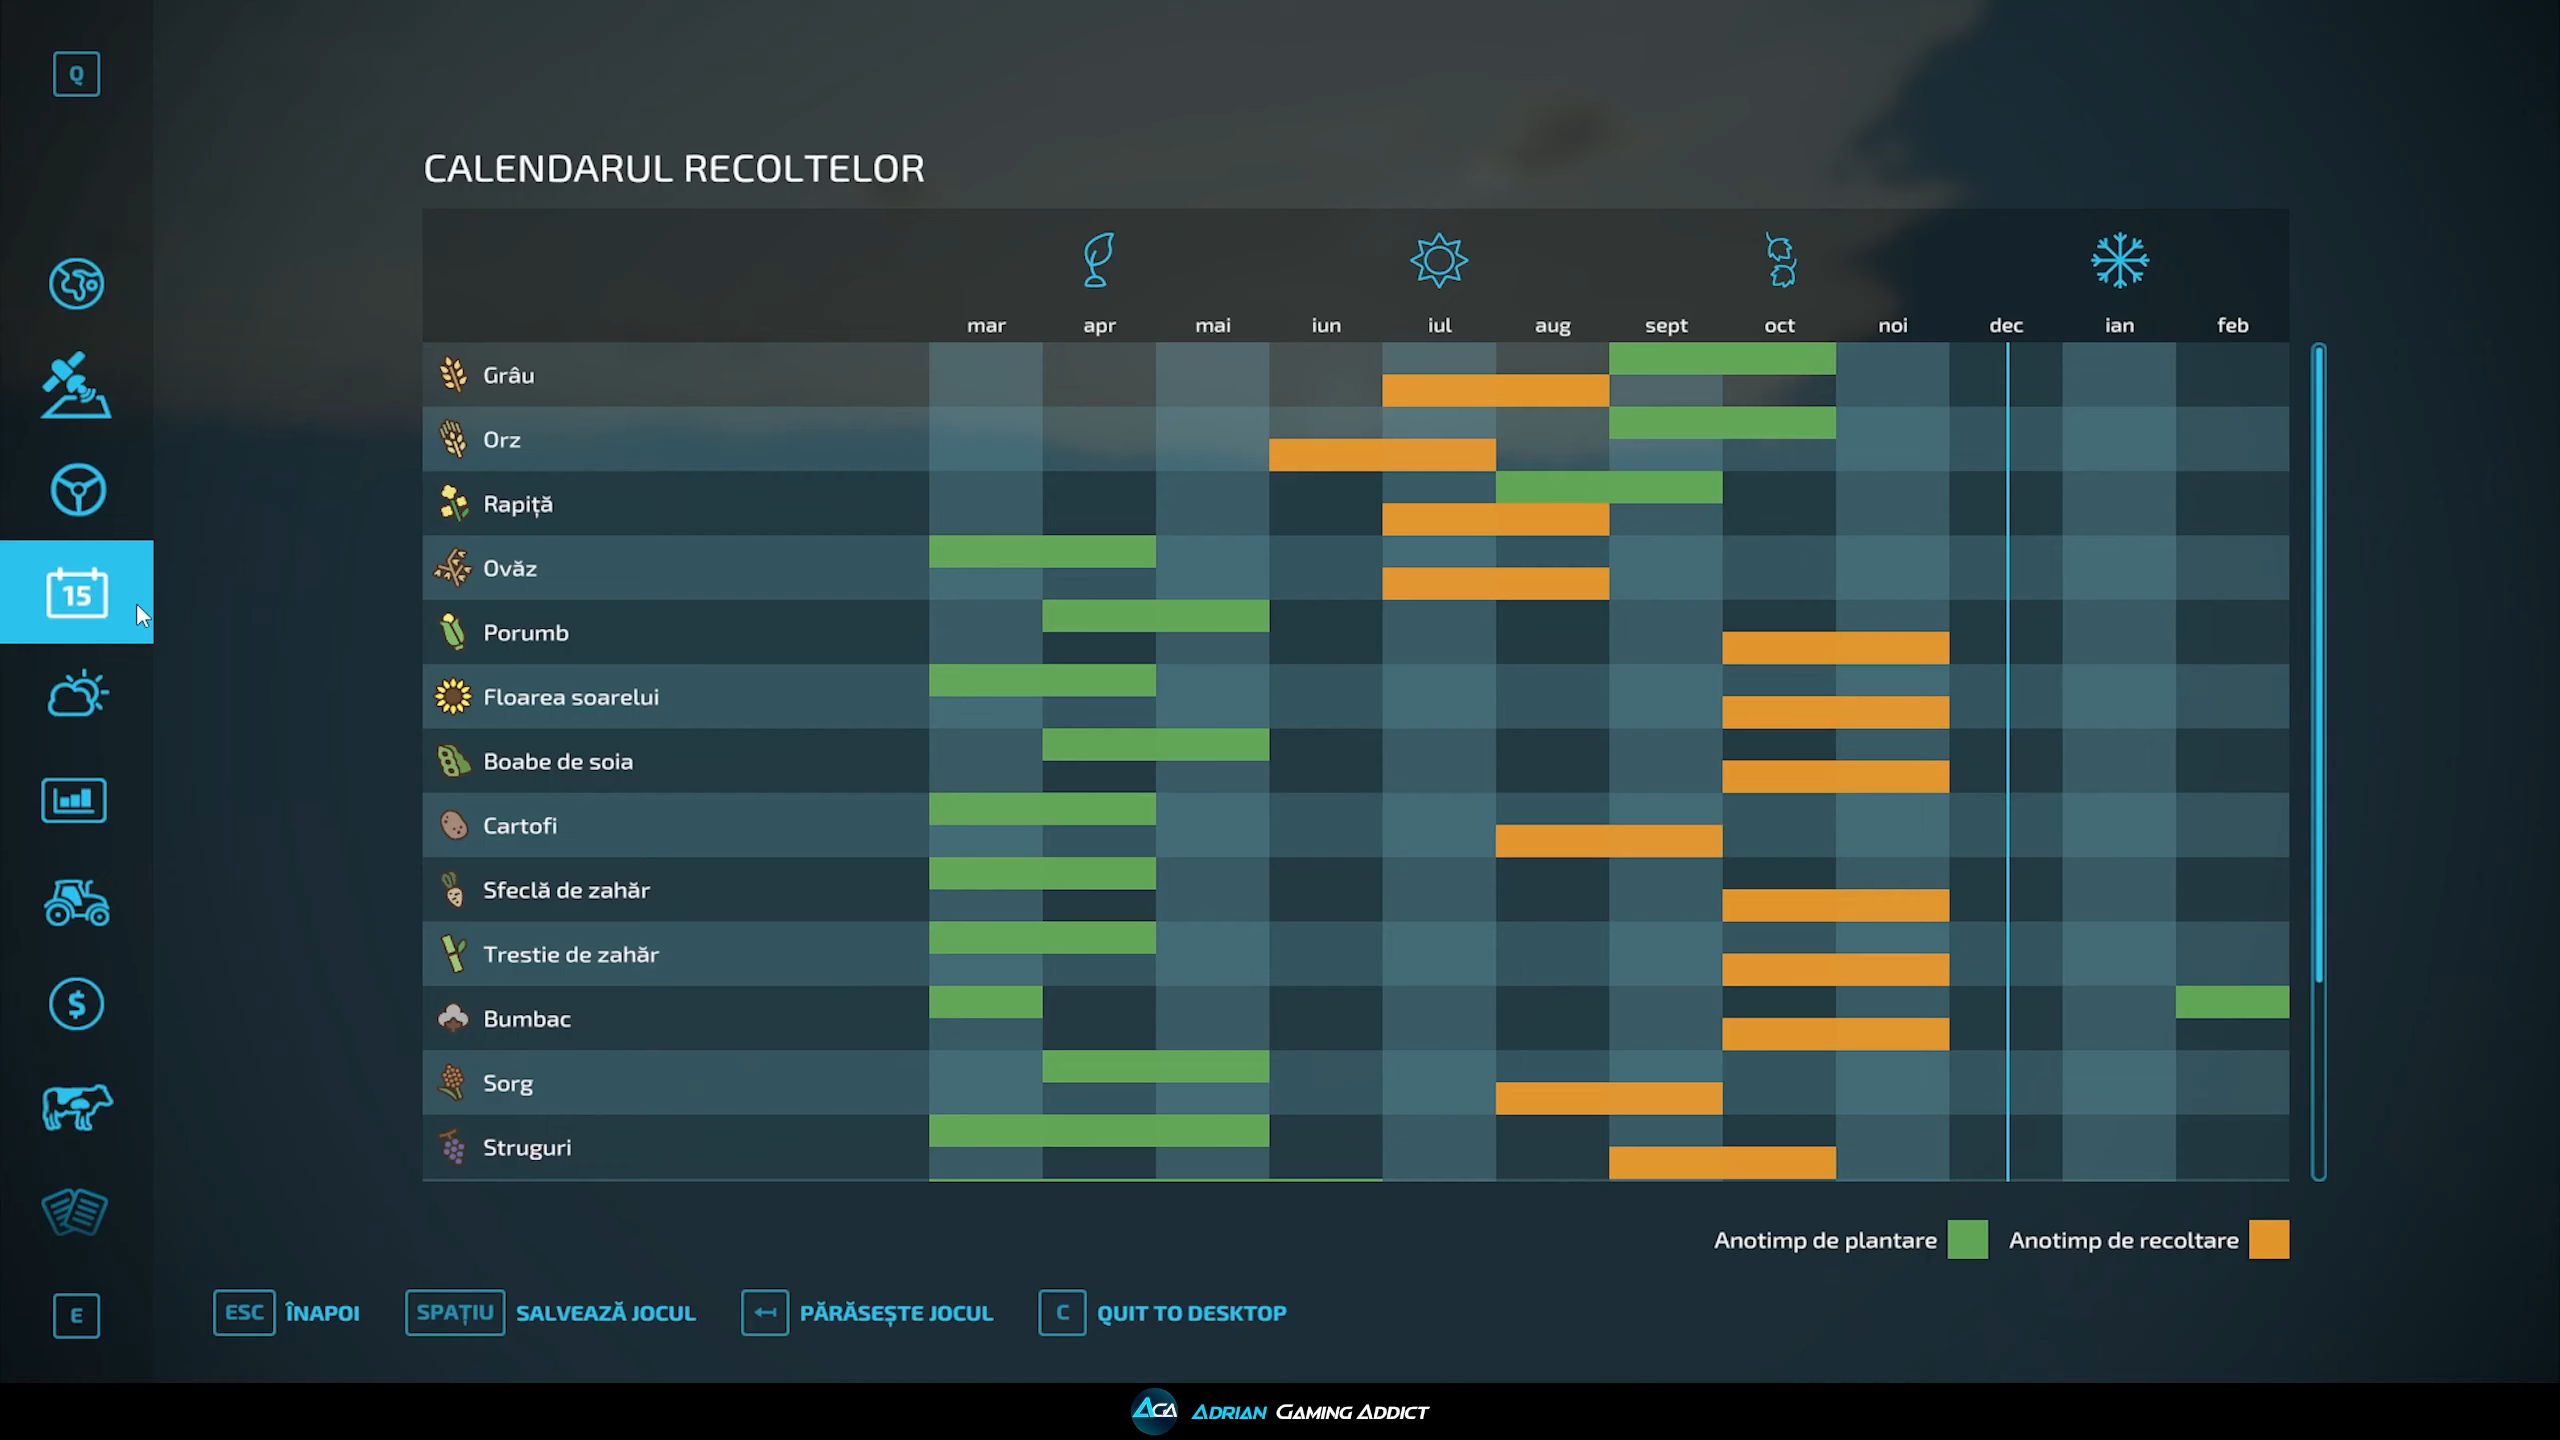 Q
CALENDARUL RECOLTELOR
mar apr mai iun iul aug sept oct noi dec ian feb
Grâu
Orz
Rapiță
Ovăz
15
Porumb
Floarea soarelui
Boabe de soia
Cartofi
Sfeclă de zahăr
Trestie de zahăr
$
Bumbac
Sorg
Struguri
Anotimp de plantare Anotimp de recoltare
E
ESC ÎNAPOI SPAȚIU SALVEAZĂ JOCUL PĂRĂSEȘTE JOCUL C QUIT TO DESKTOP
AGA ADRIAN GAMING ADDICT